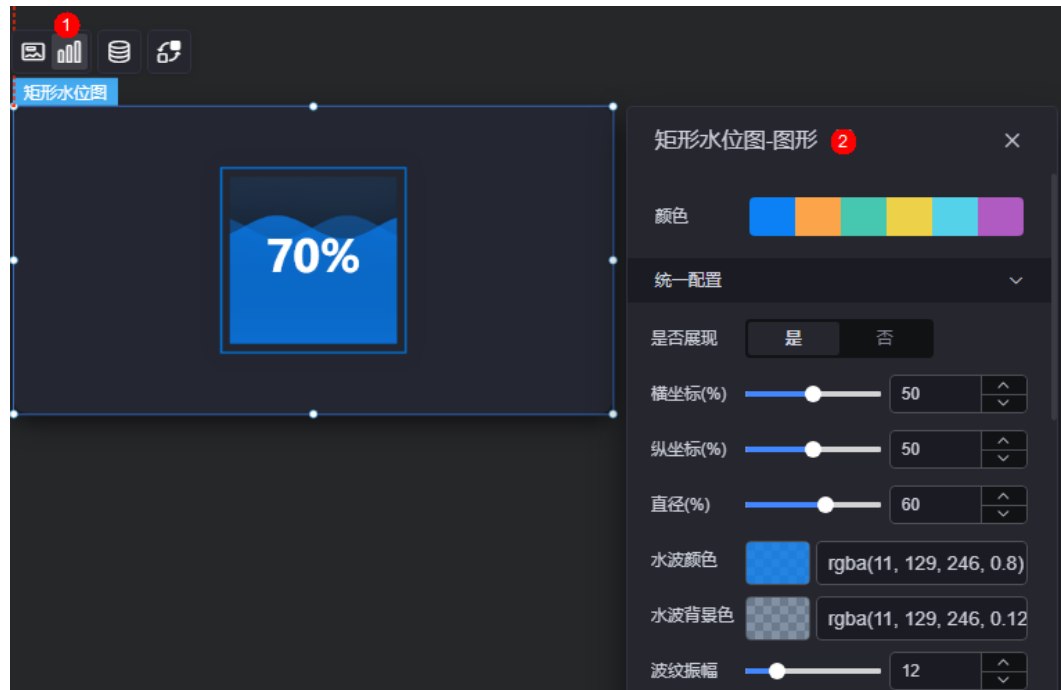 1
矩形水位图
70%
矩形水位图-图形 2
颜色
统一配置
是否展现 是 否
横坐标(%) 50
纵坐标(%) 50
直径(%) 60
水波颜色 rgba(11, 129, 246, 0.8)
水波背景色 rgba(11, 129, 246, 0.12
波纹振幅 12